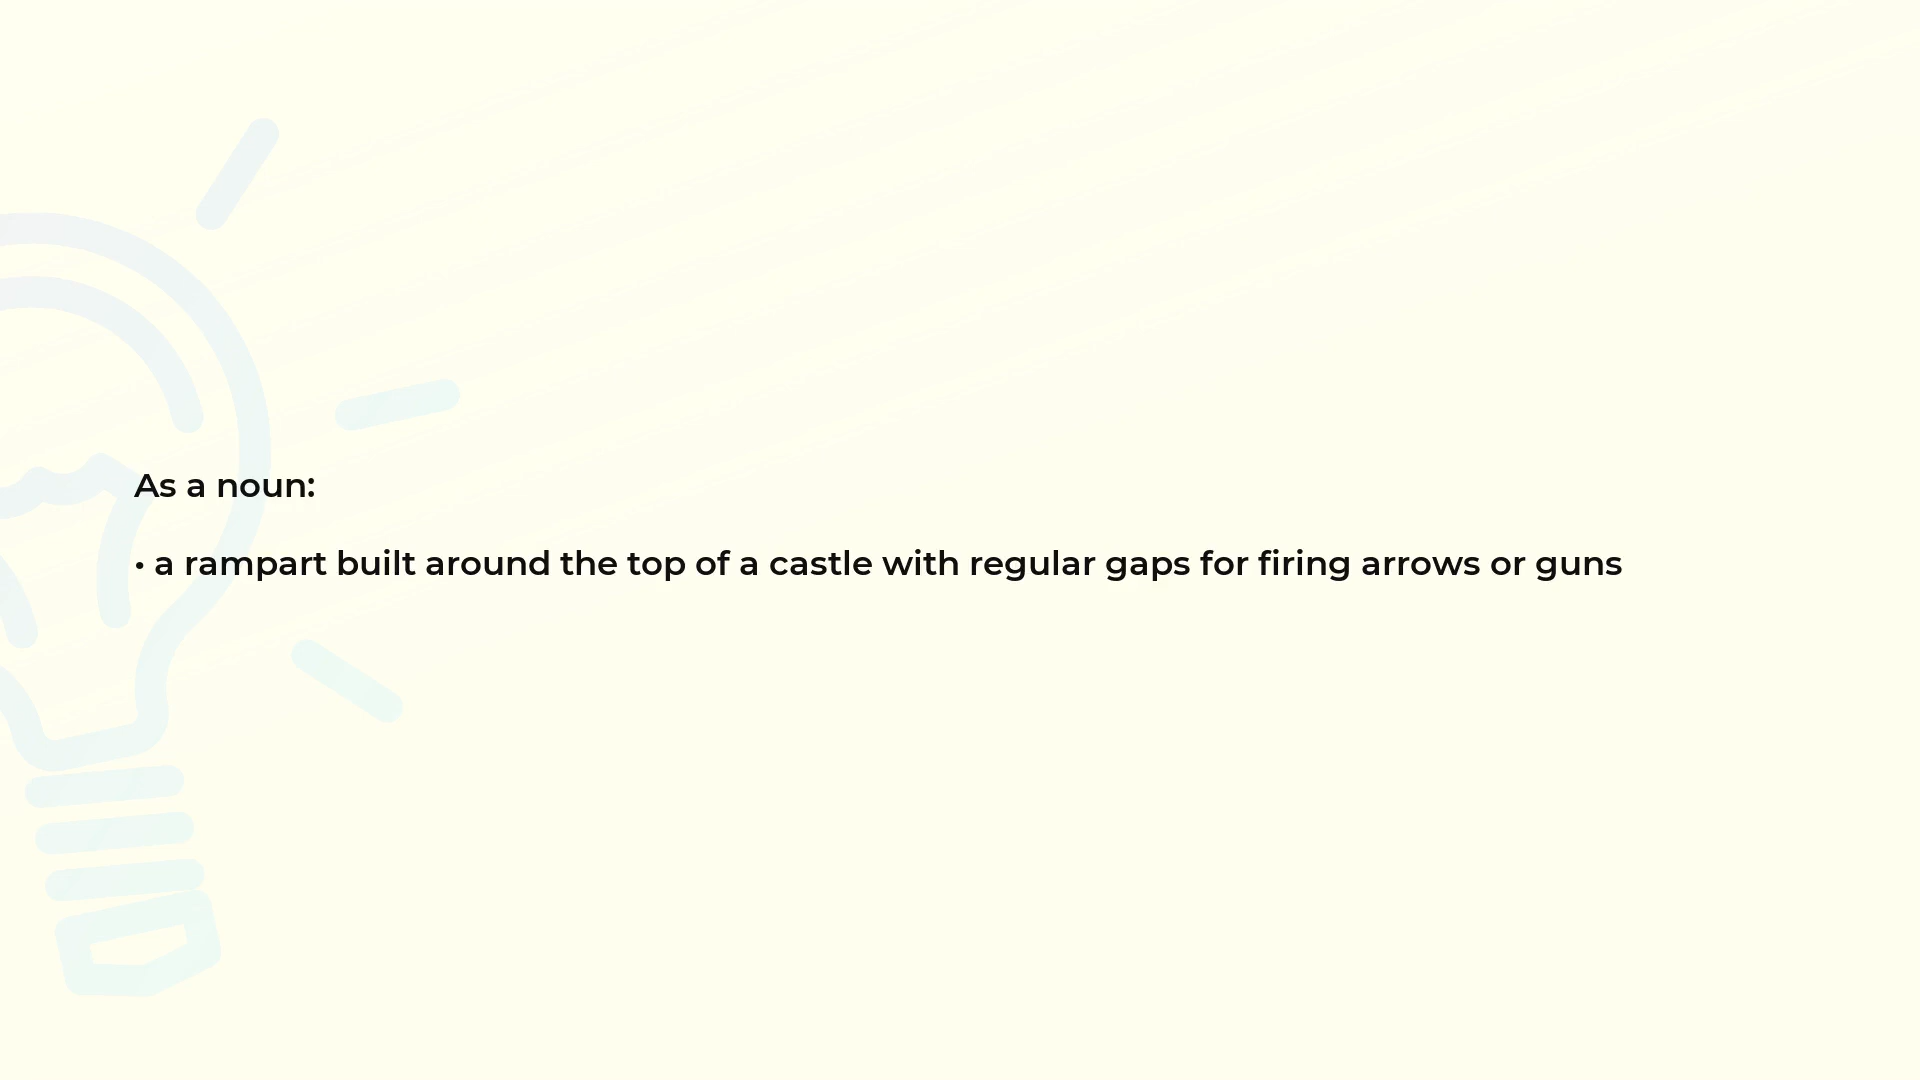 As a noun:
• a rampart built around the top of a castle with regular gaps for firing arrows or guns